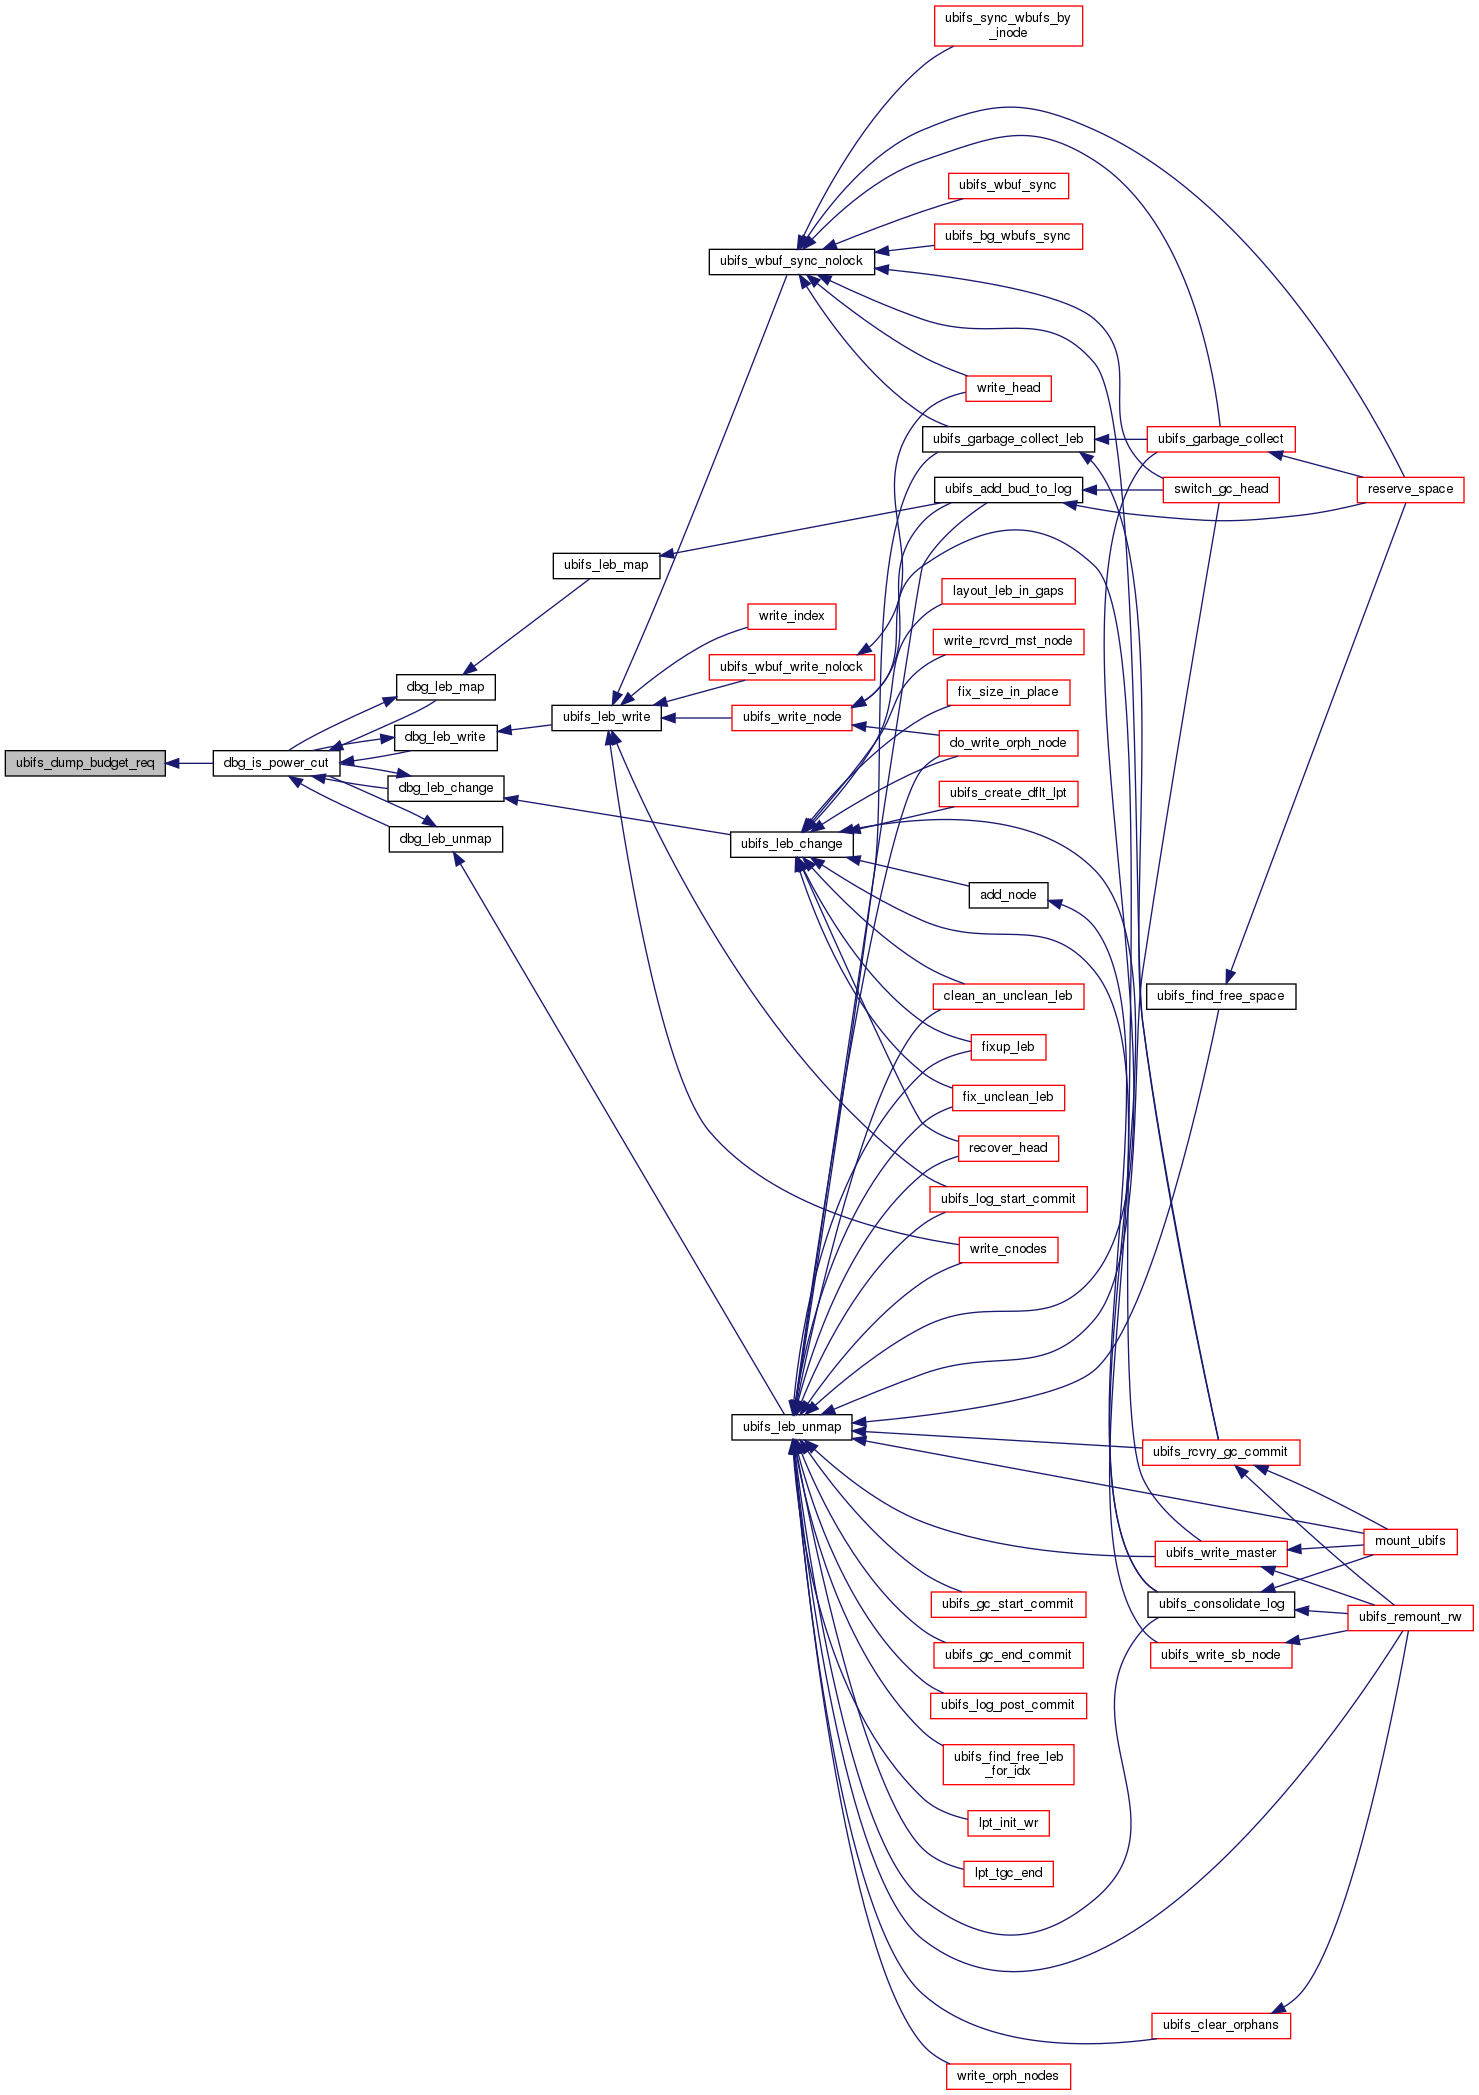 ubifs_sync_wbufs_by
_inode
ubifs_wbuf_sync
ubifs_bg_wbufs_sync
ubifs_wbuf_sync_nolock
write_head
ubifs_garbage_collect_leb
ubifs_garbage_collect
ubifs_add_bud_to_log
switch_gc_head
reserve_space
ubifs_leb_map
layout_leb_in_gaps
write_index
write_rcvrd_mst_node
ubifs_wbuf_write_nolock
dbg_leb_map
fix_size_in_place
ubifs_leb_write
ubifs_write_node
dbg_leb_write
do_write_orph_node
ubifs_dump_budget_req
dbg_is_power_cut
dbg_leb_change
ubifs_create_dflt_lpt
dbg_leb_unmap
ubifs_leb_change
add_node
clean_an_unclean_leb
ubifs_find_free_space
fixup_leb
fix_unclean_leb
recover_head
ubifs_log_start_commit
write_cnodes
ubifs_leb_unmap
ubifs_rcvry_gc_commit
mount_ubifs
ubifs_write_master
ubifs_gc_start_commit
ubifs_consolidate_log
ubifs_remount_rw
ubifs_gc_end_commit
ubifs_write_sb_node
ubifs_log_post_commit
ubifs_find_free_leb
_for_idx
lpt_init_wr
lpt_tgc_end
ubifs_clear_orphans
write_orph_nodes